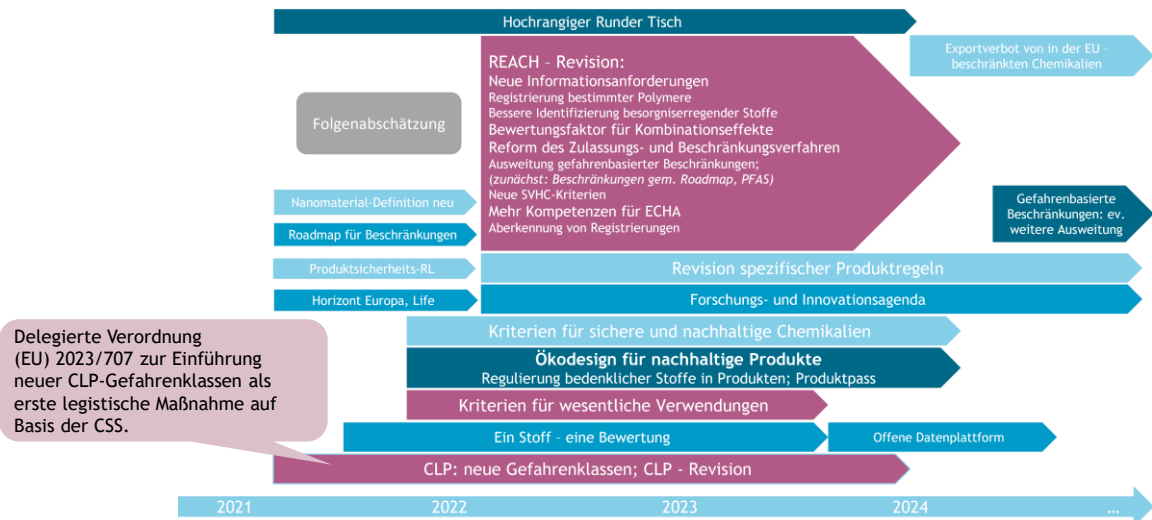 Hochrangiger Runder Tisch
Exportverbot von in der EU –
beschränkten Chemikalien
REACH – Revision:
Neue Informationsanforderungen
Registrierung bestimmter Polymere
Bessere Identifizierung besorgniserregender Stoffe
Bewertungsfaktor für Kombinationseffekte
Reform des Zulassungs- und Beschränkungsverfahren
Ausweitung gefahrenbasierter Beschränkungen;
(zunächst: Beschränkungen gem. Roadmap, PFAS)
Neue SVHC-Kriterien
Mehr Kompetenzen für ECHA
Aberkennung von Registrierungen
Folgenabschätzung
Nanomaterial-Definition neu
Roadmap für Beschränkungen
Gefahrenbasierte
Beschränkungen: ev.
weitere Ausweitung
Produktsicherheits-RL
Revision spezifischer Produktregeln
Horizont Europa, Life
Forschungs- und Innovationsagenda
Delegierte Verordnung
(EU) 2023/707 zur Einführung
neuer CLP-Gefahrenklassen als
erste legistische Maßnahme auf
Basis der CSS.
Kriterien für sichere und nachhaltige Chemikalien
Ökodesign für nachhaltige Produkte
Regulierung bedenklicher Stoffe in Produkten; Produktpass
Kriterien für wesentliche Verwendungen
Ein Stoff – eine Bewertung
Offene Datenplattform
CLP: neue Gefahrenklassen; CLP - Revision
2021 2022 2023 2024 …